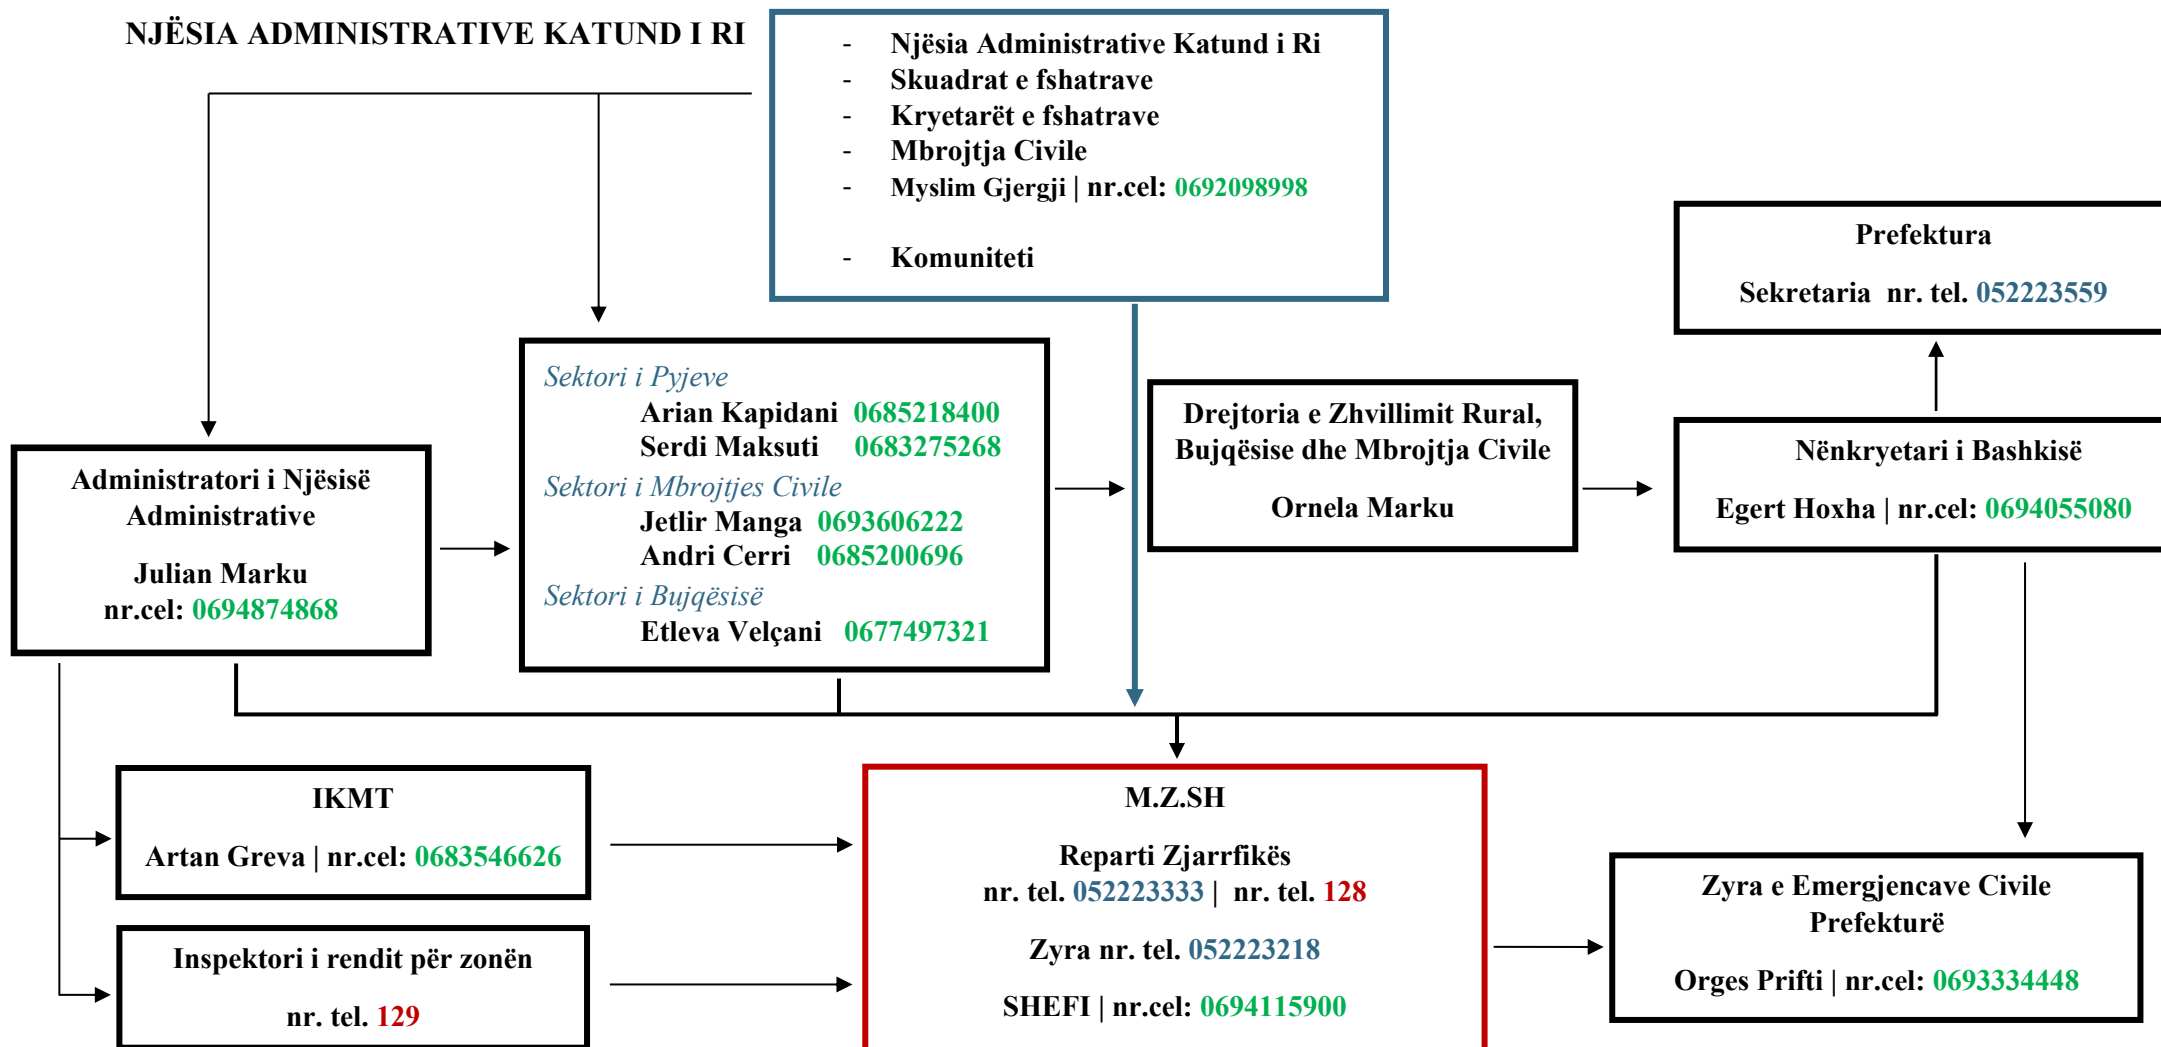 NJËSIA ADMINISTRATIVE KATUND I RI
- Njësia Administrative Katund i Ri
- Skuadrat e fshatrave
- Kryetarët e fshatrave
- Mbrojtja Civile
- Myslim Gjergji | nr.cel: 0692098998
- Komuniteti
Prefektura
Sekretaria nr. tel. 052223559
Sektori i Pyjeve
Arian Kapidani 0685218400
Serdi Maksuti 0683275268
Sektori i Mbrojtjes Civile
Jetlir Manga 0693606222
Andri Cerri 0685200696
Sektori i Bujqësisë
Etleva Velçani 0677497321
Drejtoria e Zhvillimit Rural,
Bujqësise dhe Mbrojtja Civile
Ornela Marku
Nënkryetari i Bashkisë
Egert Hoxha | nr.cel: 0694055080
Administratori i Njësisë
Administrative
Julian Marku
nr.cel: 0694874868
IKMT
Artan Greva | nr.cel: 0683546626
Inspektori i rendit për zonën
nr. tel. 129
M.Z.SH
Reparti Zjarrfikës
nr. tel. 052223333 | nr. tel. 128
Zyra nr. tel. 052223218
SHEFI | nr.cel: 0694115900
Zyra e Emergjencave Civile
Prefekturë
Orges Prifti | nr.cel: 0693334448